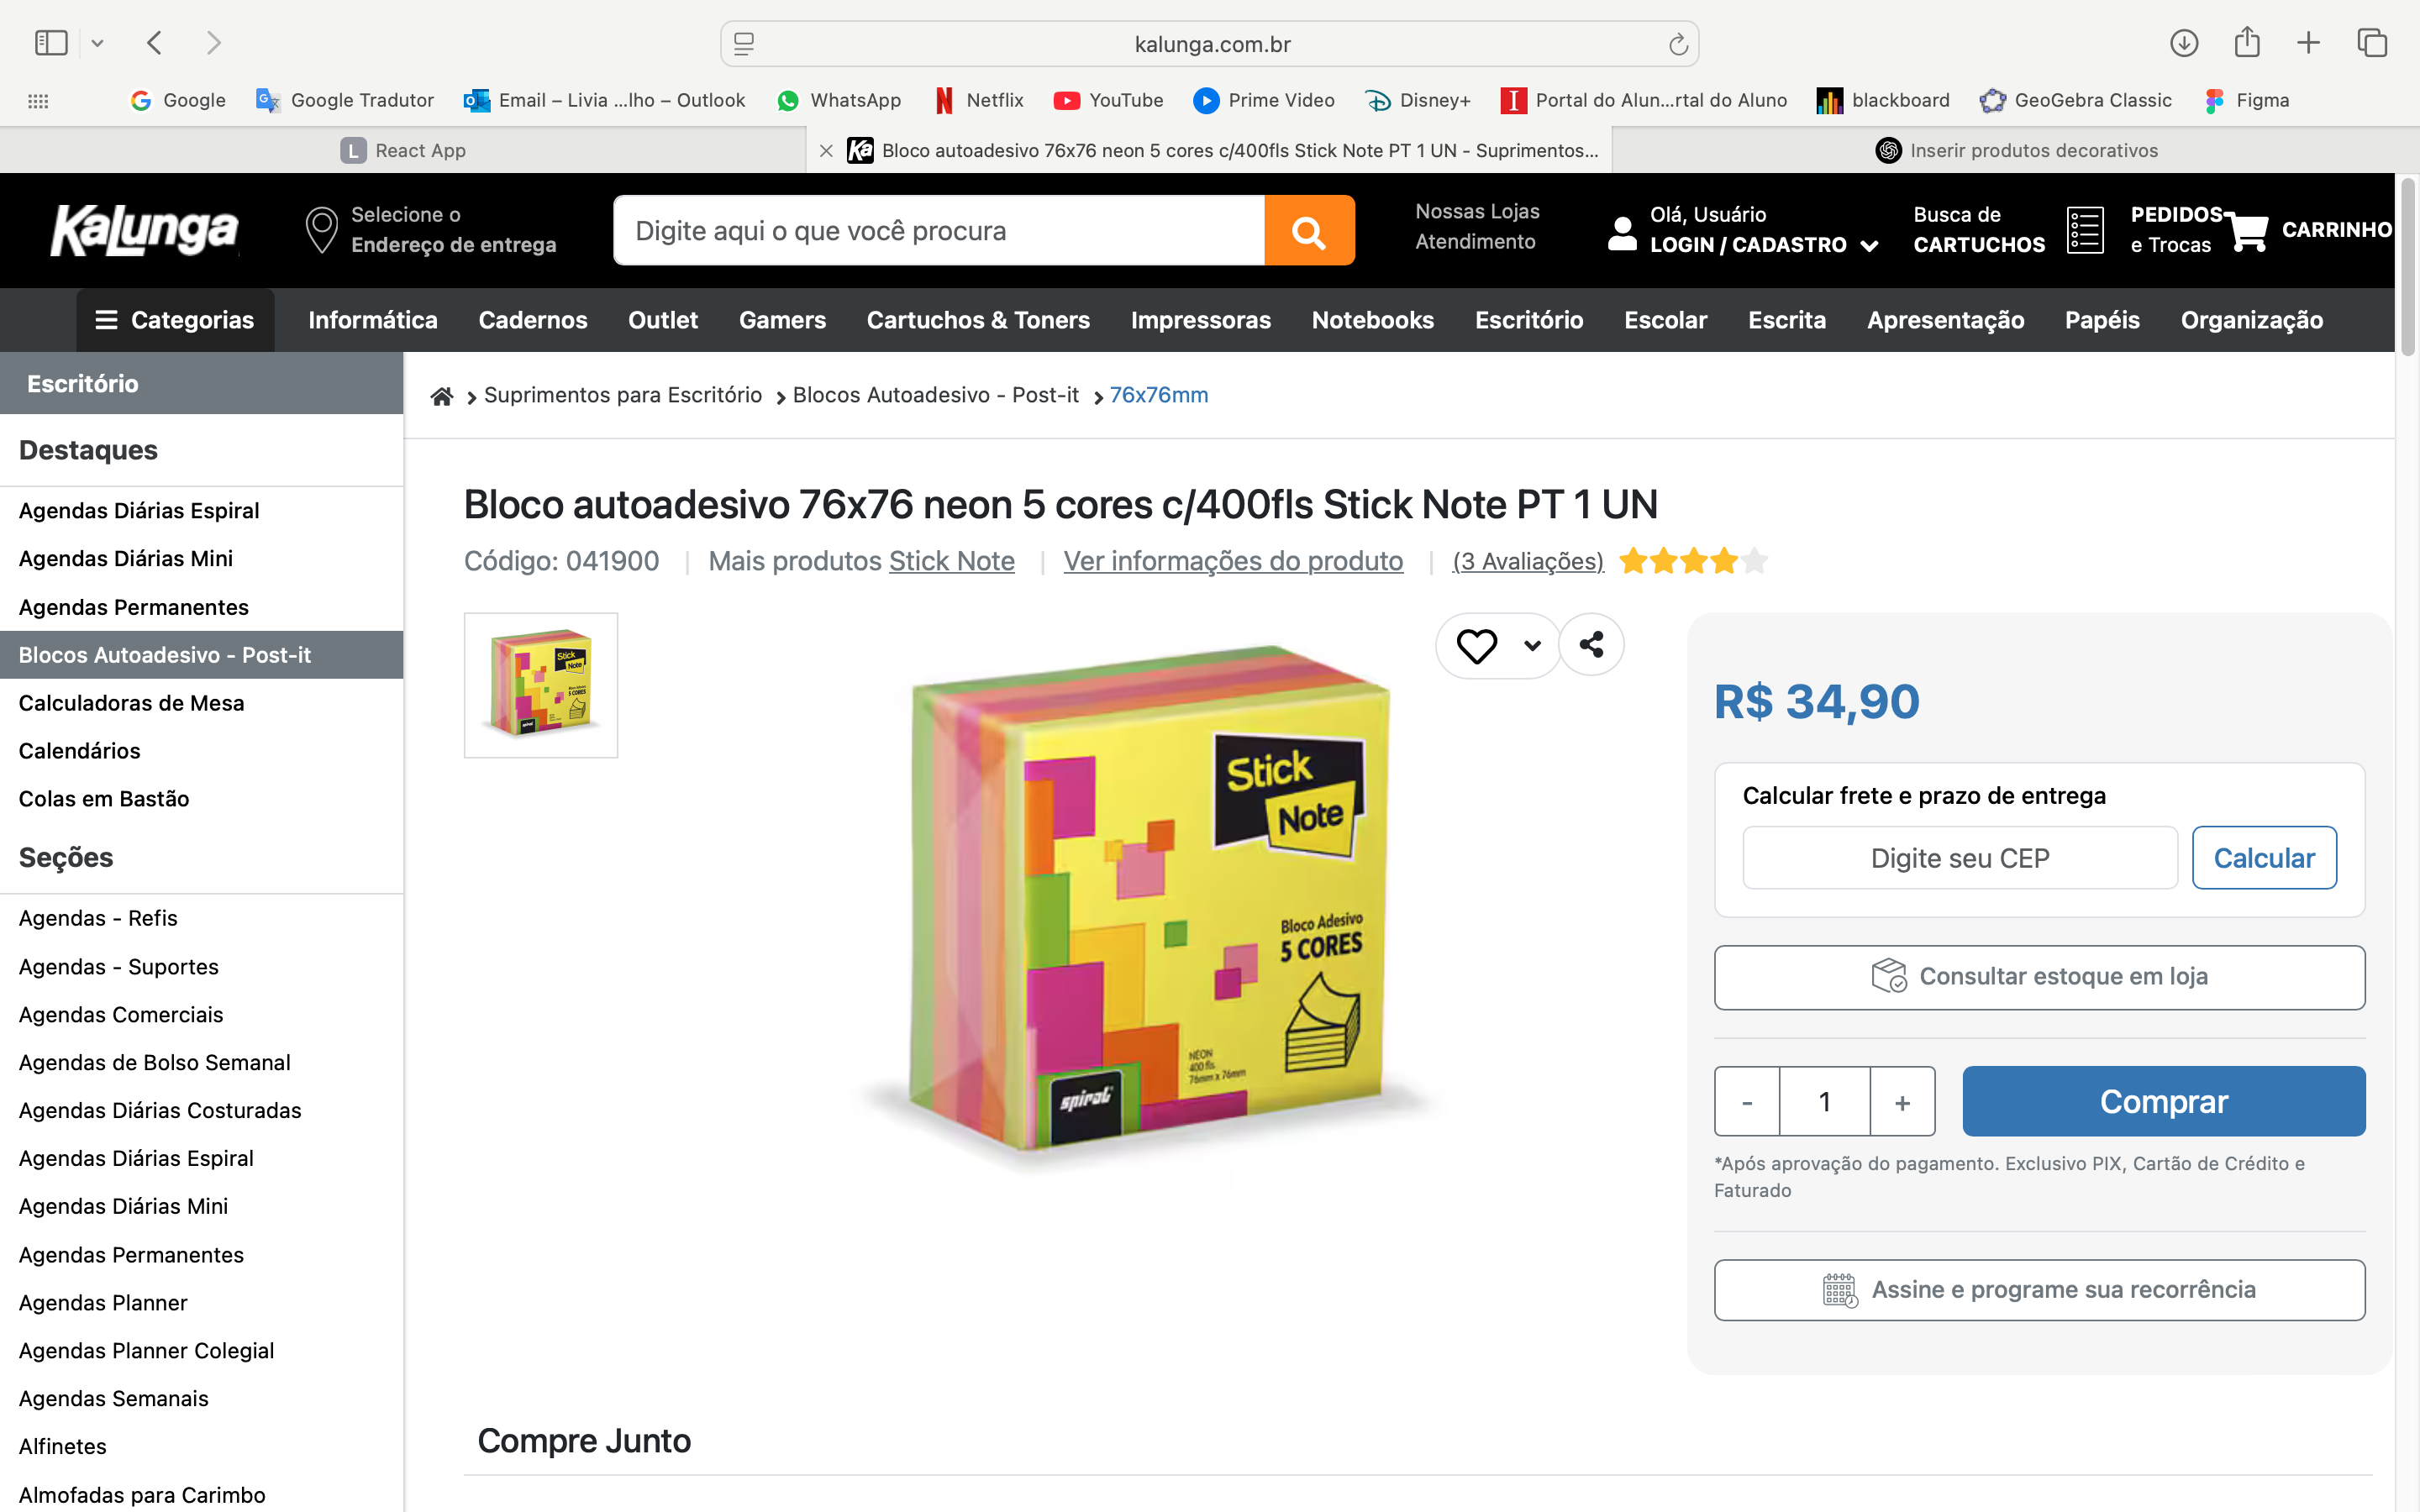 kalunga.com.br
Google
Google Tradutor
Email – Livia ...lho – Outlook
WhatsApp
Netflix
YouTube
Prime Video
Disney+
Portal do Alun...rtal do Aluno
blackboard
GeoGebra Classic
Figma
L React App
Ka Bloco autoadesivo 76x76 neon 5 cores c/400fls Stick Note PT 1 UN - Suprimentos...
Inserir produtos decorativos
Kalunga
Selecione o
Endereço de entrega
Digite aqui o que você procura
Nossas Lojas
Atendimento
Olá, Usuário
LOGIN / CADASTRO
Busca de
CARTUCHOS
PEDIDOS
e Trocas
CARRINHO
Categorias
Informática
Cadernos
Outlet
Gamers
Cartuchos & Toners
Impressoras
Notebooks
Escritório
Escolar
Escrita
Apresentação
Papéis
Organização
Escritório
Destaques
Agendas Diárias Espiral
Agendas Diárias Mini
Agendas Permanentes
Blocos Autoadesivo - Post-it
Calculadoras de Mesa
Calendários
Colas em Bastão
Seções
Agendas - Refis
Agendas - Suportes
Agendas Comerciais
Agendas de Bolso Semanal
Agendas Diárias Costuradas
Agendas Diárias Espiral
Agendas Diárias Mini
Agendas Permanentes
Agendas Planner
Agendas Planner Colegial
Agendas Semanais
Alfinetes
Almofadas para Carimbo
Suprimentos para Escritório
Blocos Autoadesivo - Post-it
76x76mm
Bloco autoadesivo 76x76 neon 5 cores c/400fls Stick Note PT 1 UN
Código: 041900 | Mais produtos Stick Note | Ver informações do produto | (3 Avaliações)
Stick
Note
Bloco Adesivo
5 CORES
NEON
400 fls.
76mm x 76mm
spiral
R$ 34,90
Calcular frete e prazo de entrega
Digite seu CEP
Calcular
Consultar estoque em loja
- 1 +
Comprar
*Após aprovação do pagamento. Exclusivo PIX, Cartão de Crédito e
Faturado
Assine e programe sua recorrência
Compre Junto